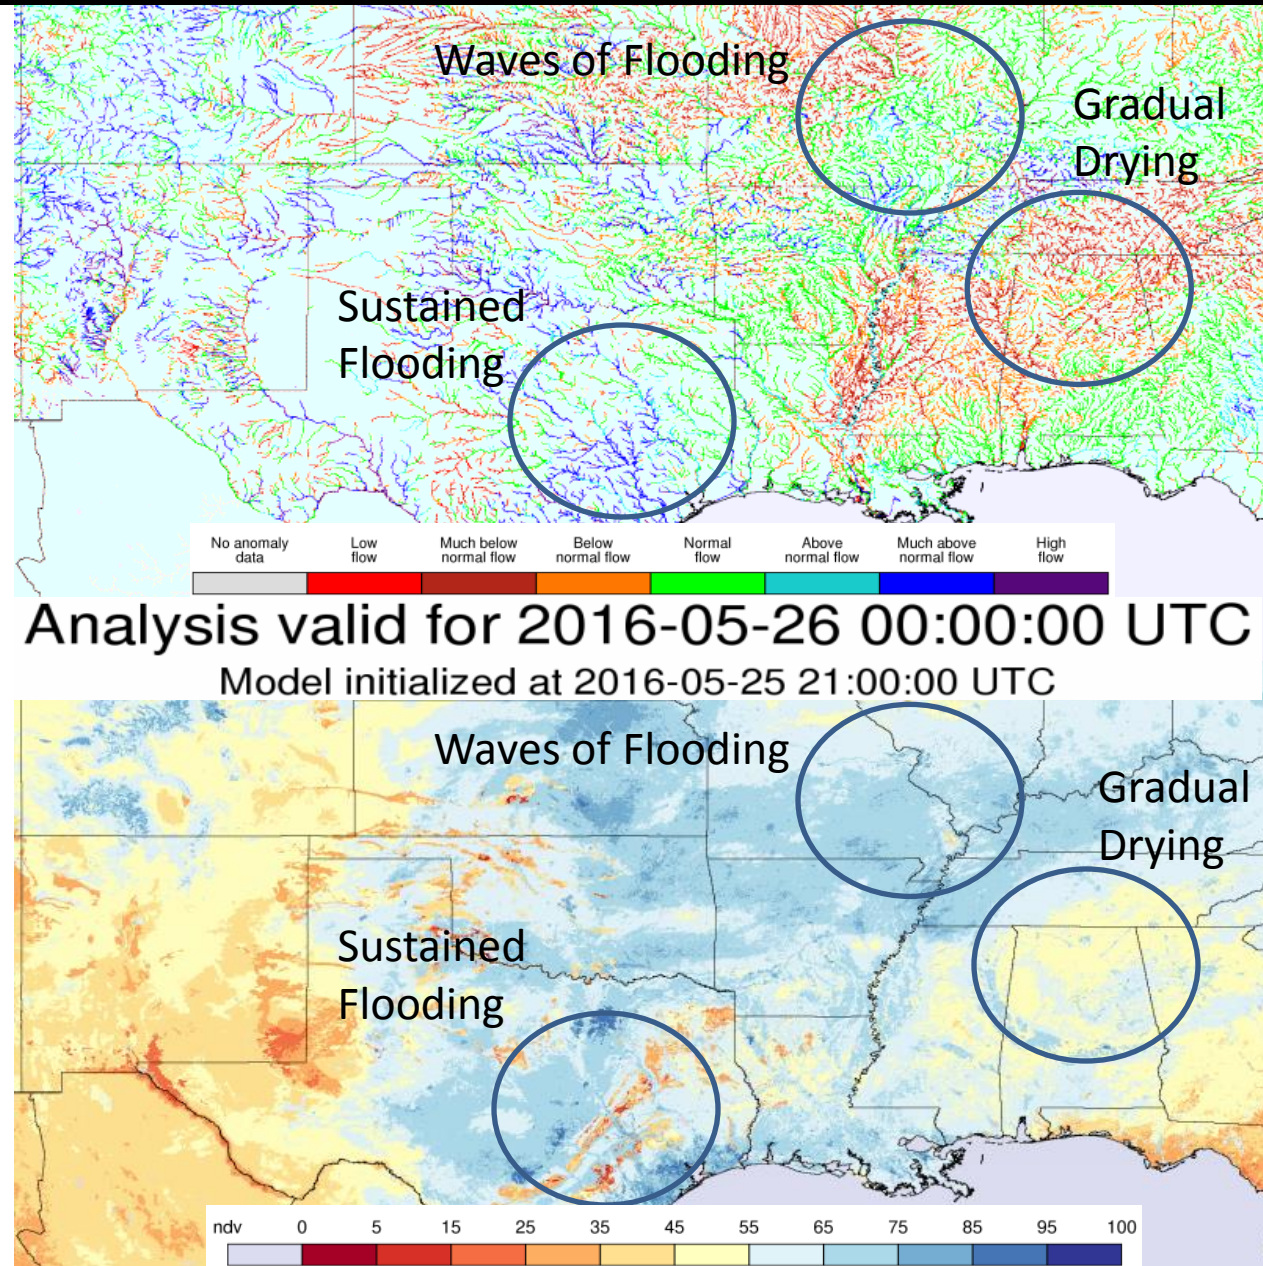 Waves of Flooding
Gradual
Drying
Sustained
Flooding
No anomaly
data
Low
flow
Much below
normal flow
Below
normal flow
Normal
flow
Above
normal flow
Much above
normal flow
High
flow
Analysis valid for 2016-05-26 00:00:00 UTC
Model initialized at 2016-05-25 21:00:00 UTC
Waves of Flooding
Gradual
Drying
Sustained
Flooding
ndv 0 5 15 25 35 45 55 65 75 85 95 100